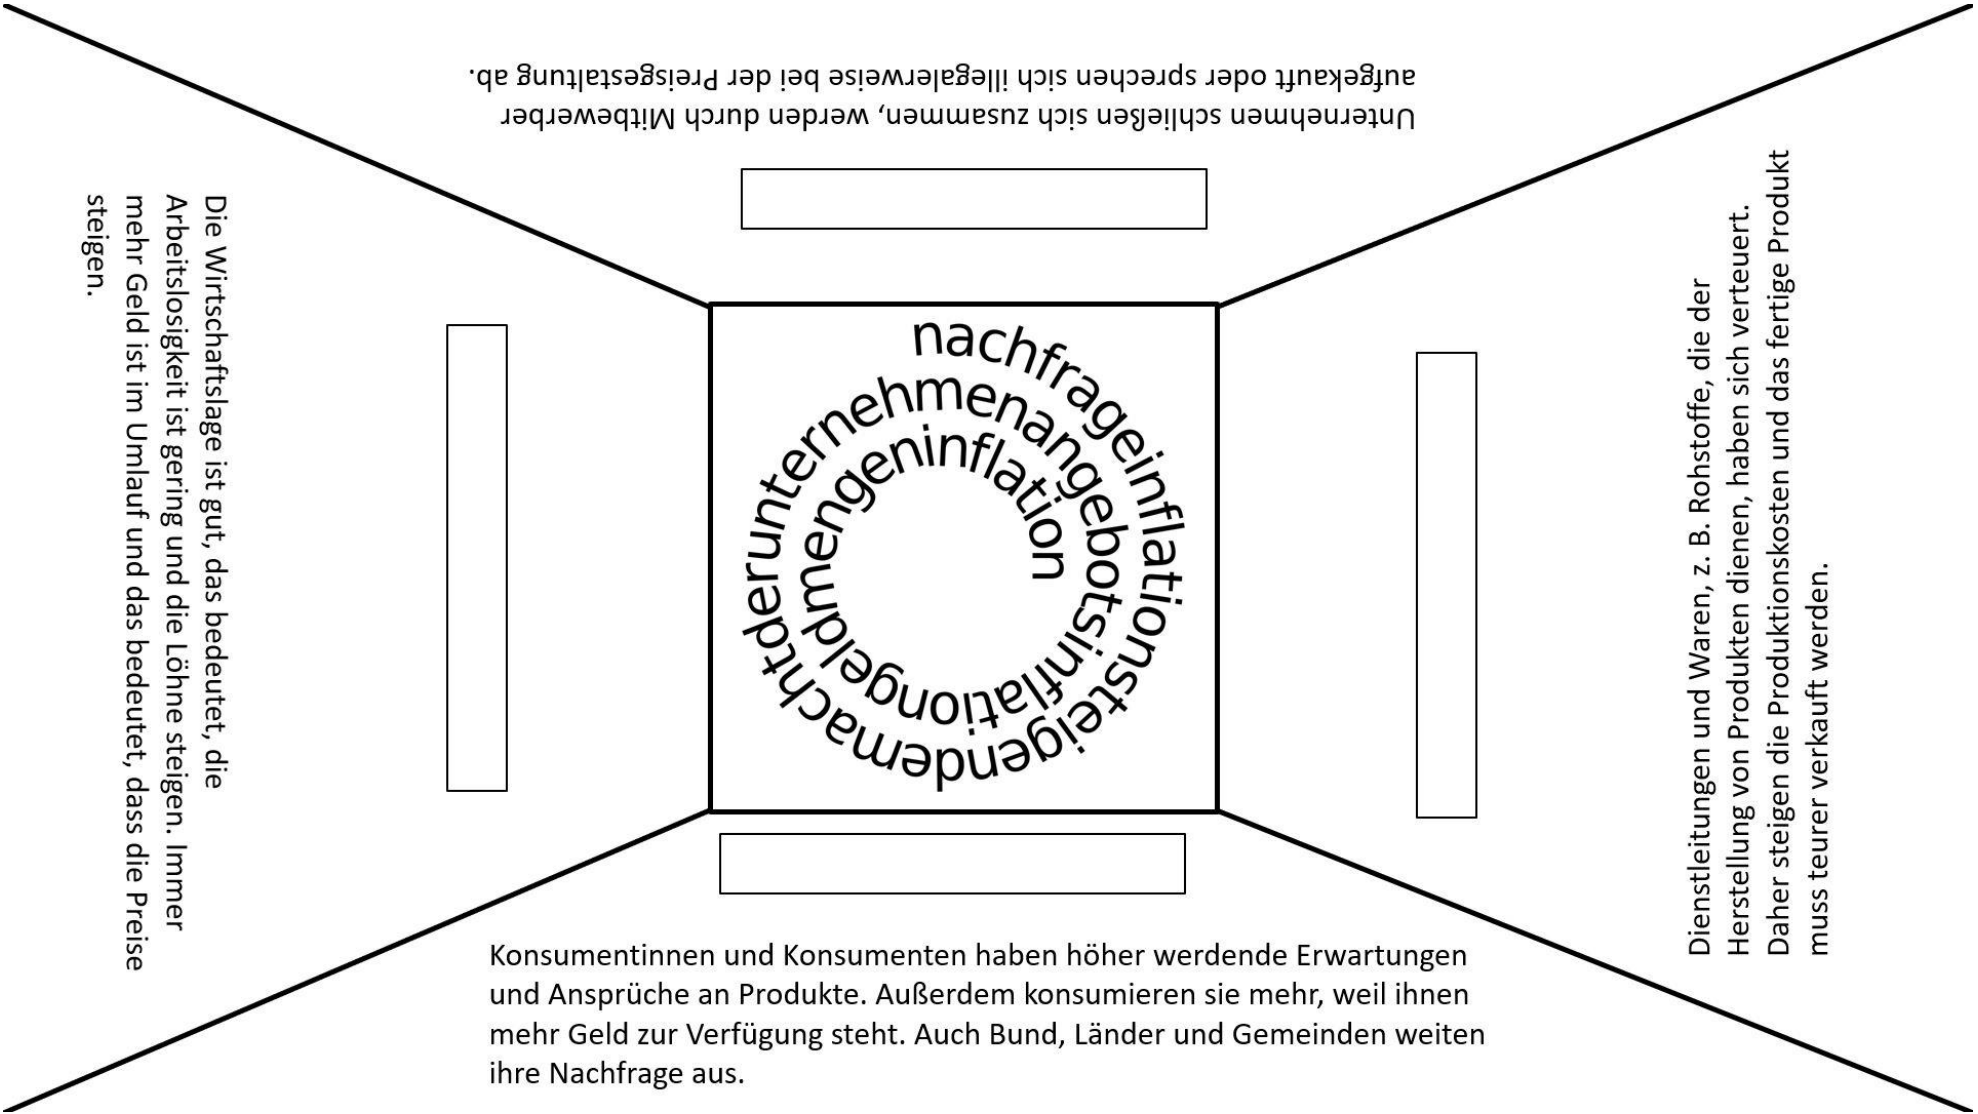 Unternehmen schließen sich zusammen, werden durch Mitbewerber
aufgekauft oder sprechen sich illegalerweise bei der Preisgestaltung ab.
Die Wirtschaftslage ist gut, das bedeutet, die
Arbeitslosigkeit ist gering und die Löhne steigen. Immer
mehr Geld ist im Umlauf und das bedeutet, dass die Preise
steigen.
nachfrageinflationsteigendemachtderunternehmenangebotsinflationgeldmengeninflation
Dienstleitungen und Waren, z. B. Rohstoffe, die der
Herstellung von Produkten dienen, haben sich verteuert.
Daher steigen die Produktionskosten und das fertige Produkt
muss teurer verkauft werden.
Konsumentinnen und Konsumenten haben höher werdende Erwartungen
und Ansprüche an Produkte. Außerdem konsumieren sie mehr, weil ihnen
mehr Geld zur Verfügung steht. Auch Bund, Länder und Gemeinden weiten
ihre Nachfrage aus.